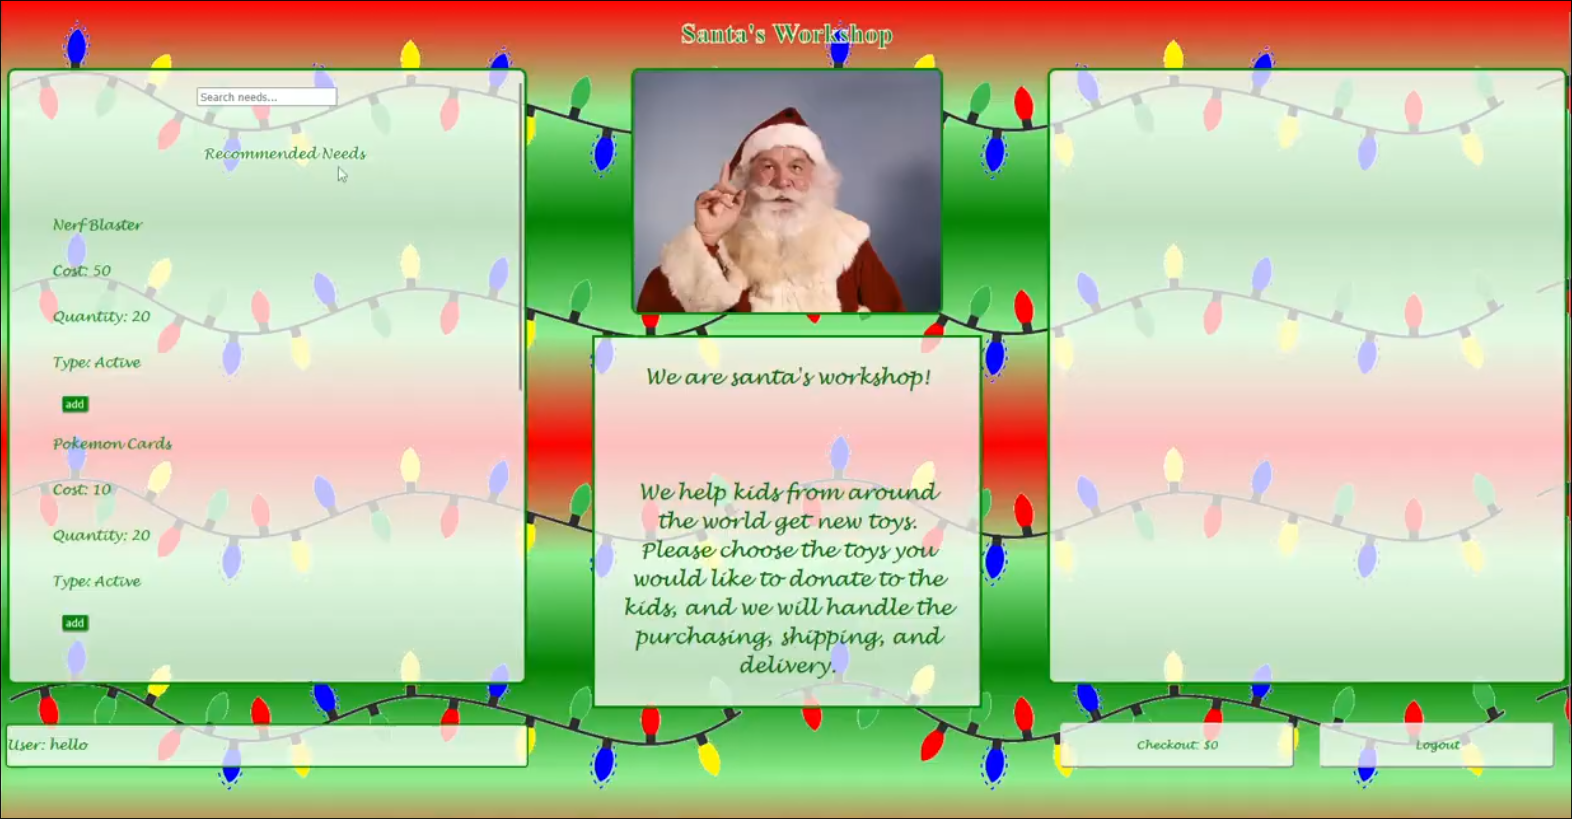 Santa's Workshop
Search needs...
Recommended Needs
Nerf Blaster
Cost: 50
Quantity: 20
Type: Active
add
Pokemon Cards
Cost: 10
Quantity: 20
Type: Active
add
User: hello
We are santa's workshop!
We help kids from around
the world get new toys.
Please choose the toys you
would like to donate to the
kids, and we will handle the
purchasing, shipping, and
delivery.
Checkout: $0
Logout